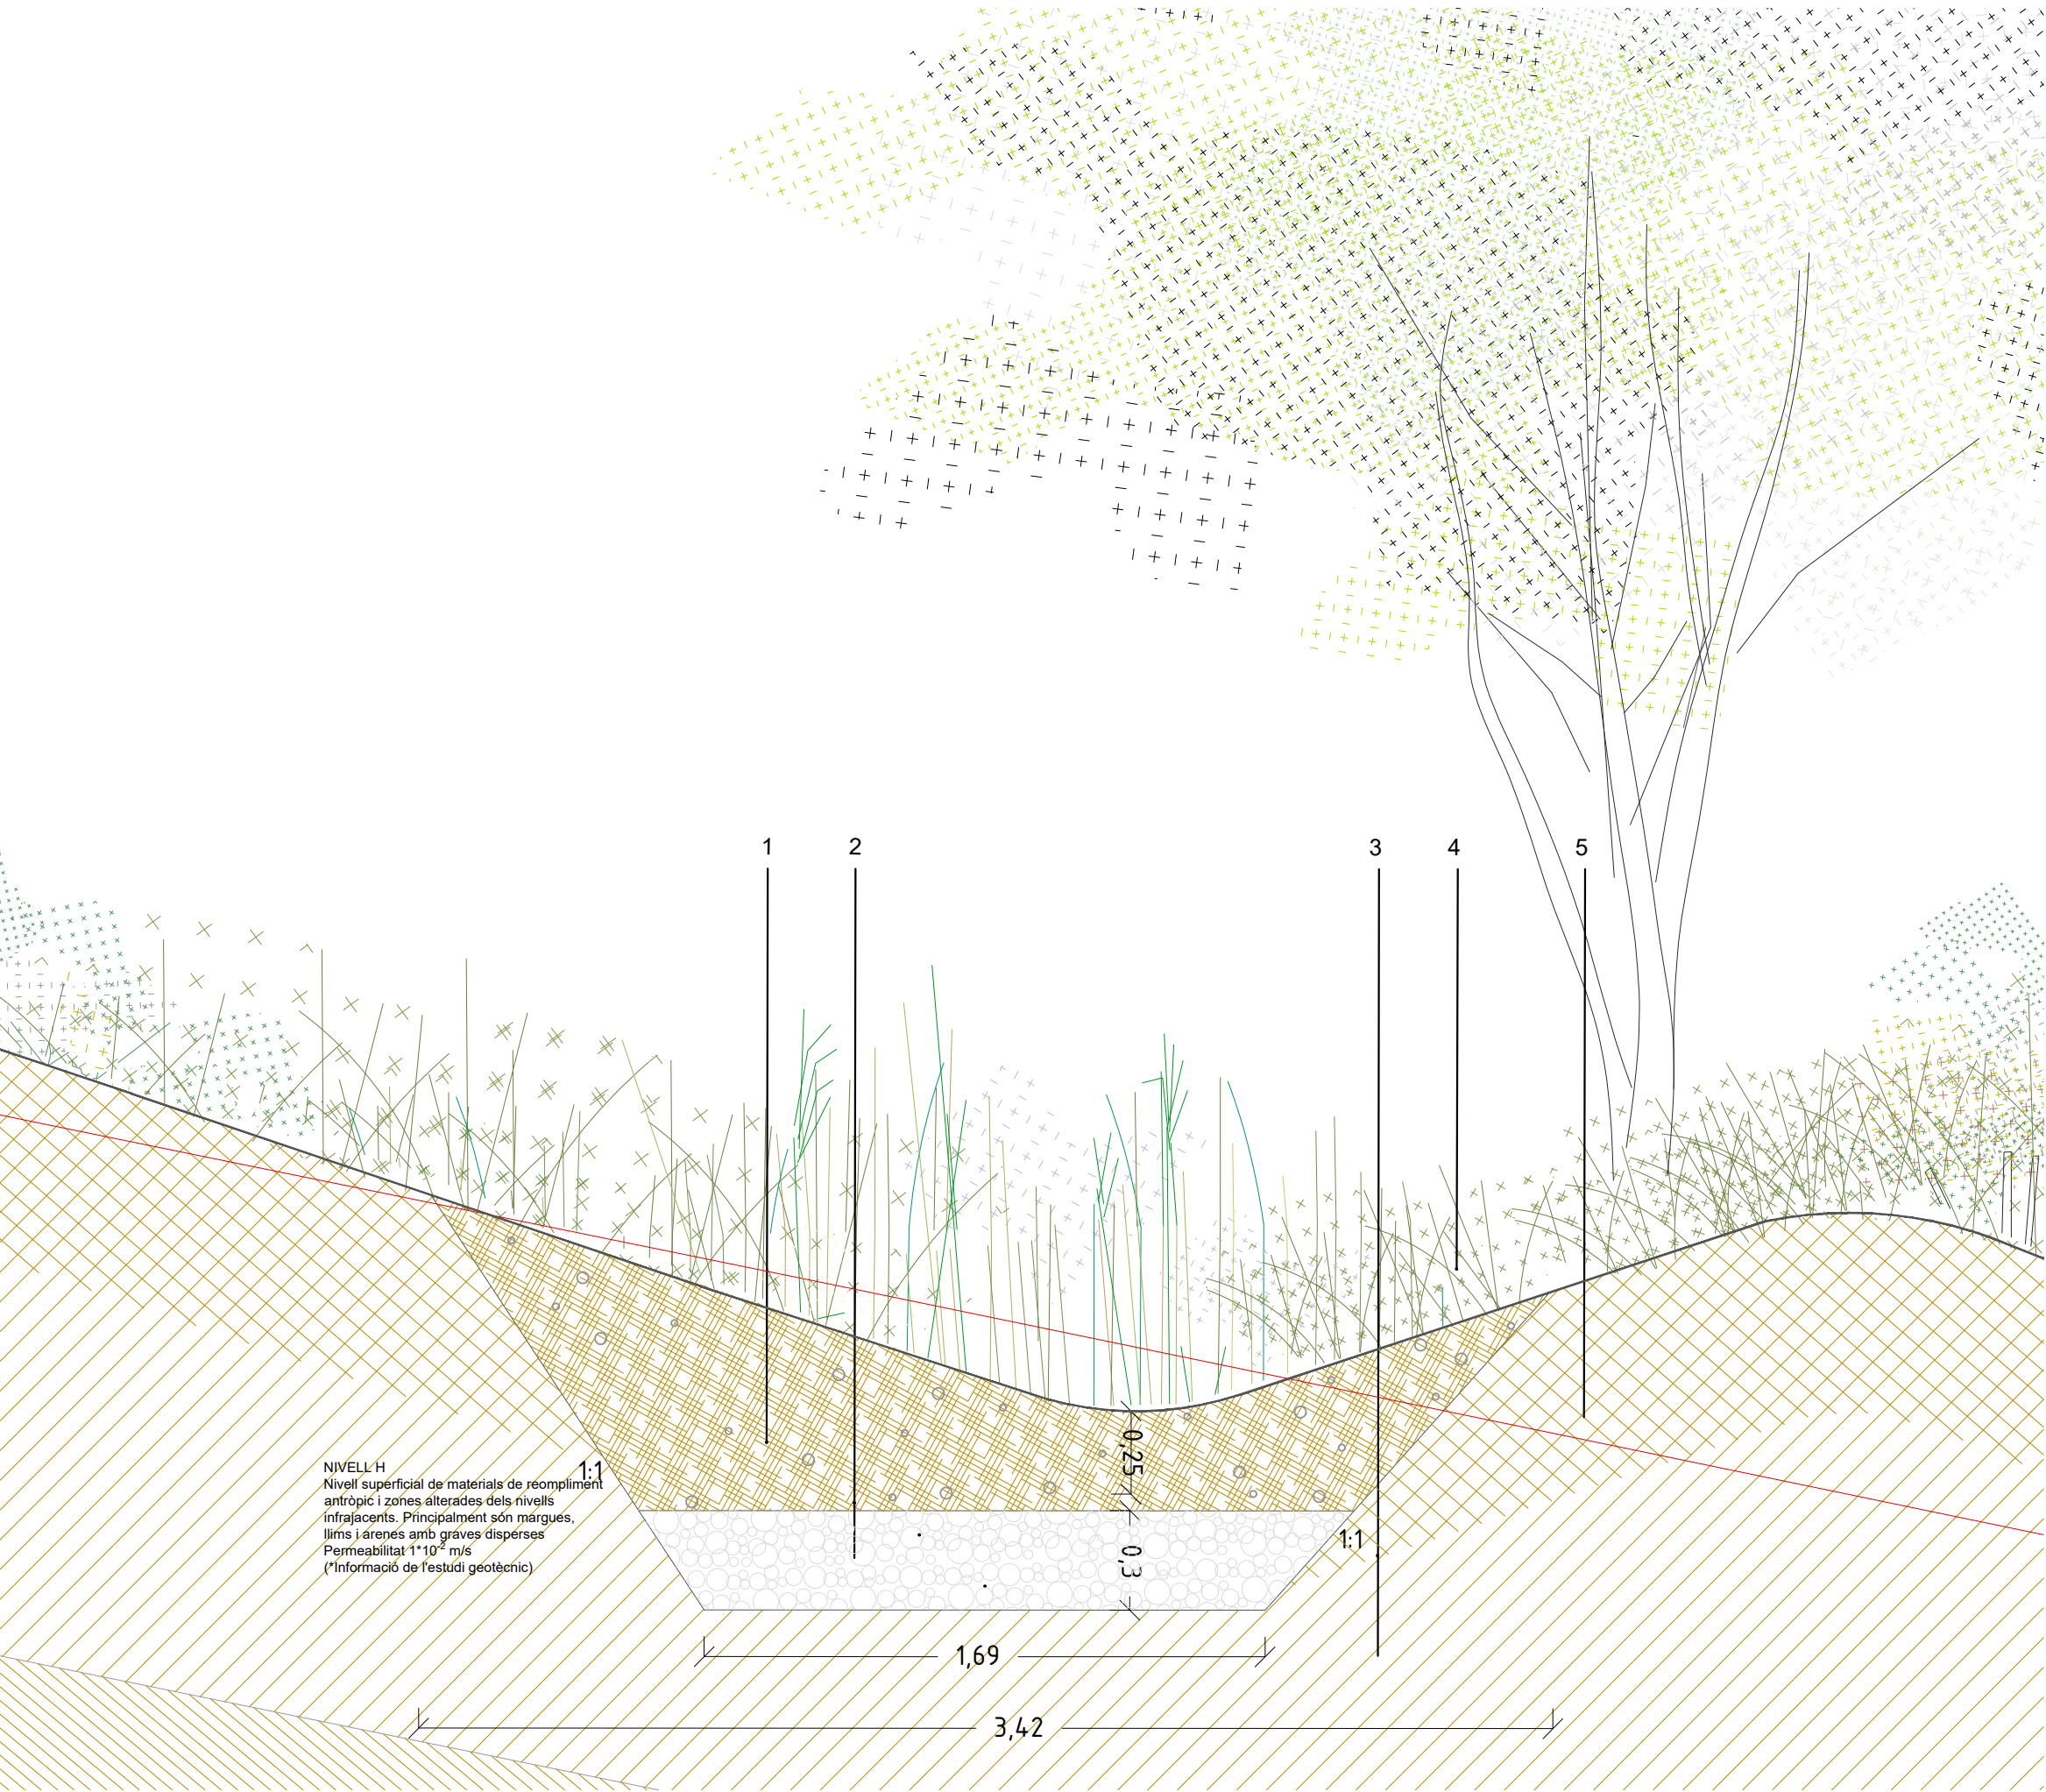 1
2
3
4
5
0,25
1:1
NIVELL H
Nivell superficial de materials de reompliment
antròpic i zones alterades dels nivells
infrajacents. Principalment són margues,
llims i arenes amb graves disperses
Permeabilitat 1*10⁻² m/s
(*Informació de l'estudi geotècnic)
1:1
0,3
1,69
3,42